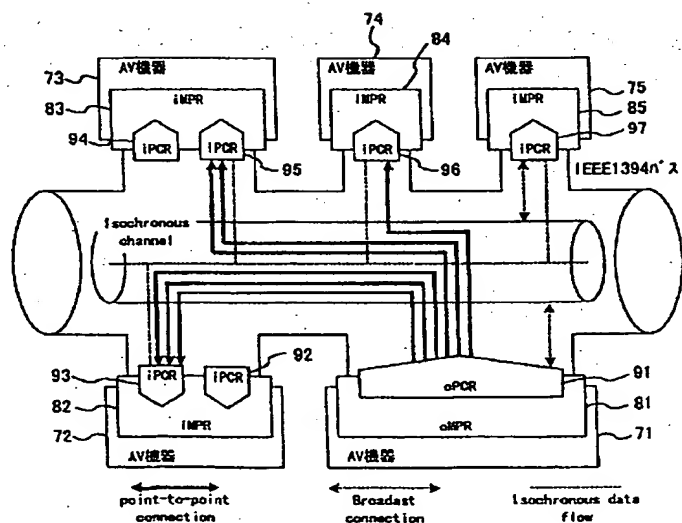 74
84
AV機器
AV機器
AV機器
73
iMPR
iMPR
iMPR
75
83
85
94
97
iPCR
iPCR
iPCR
iPCR
95
96
IEEE1394バス
Isochronous
channel
93
iPCR
iPCR
92
oPCR
91
82
iMPR
oMPR
81
72
AV機器
AV機器
71
point-to-point
connection
Broadast
connection
Isochronous data
flow